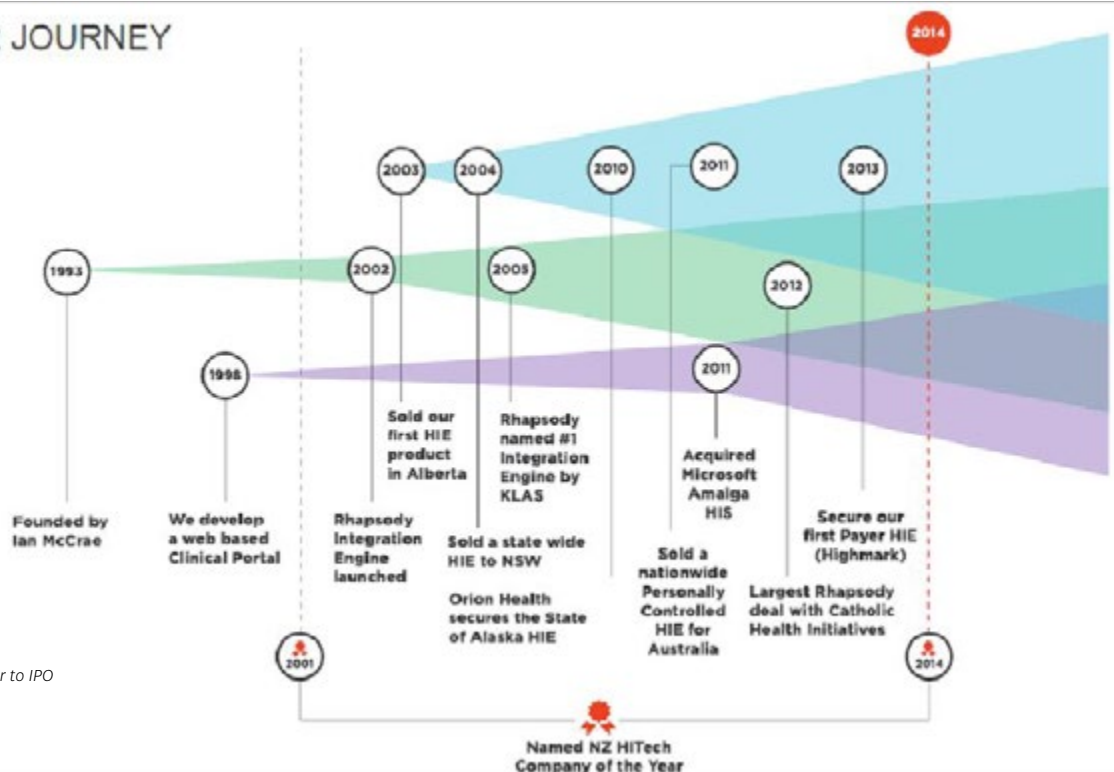 JOURNEY
2014
2003
2004
2010
2011
2013
1993
2002
2005
2012
1998
2011
Sold our
first HIE
product
in Alberta
Rhapsody
named #1
Integration
Engine by
KLAS
Acquired
Microsoft
Amalga
HIS
Founded by
Ian McCrae
We develop
a web based
Clinical Portal
Rhapsody
Integration
Engine
launched
Sold a state wide
HIE to NSW
Orion Health
secures the State
of Alaska HIE
Sold a
nationwide
Personally
Controlled
HIE for
Australia
Secure our
first Payer HIE
(Highmark)
Largest Rhapsody
deal with Catholic
Health Initiatives
2001
2014
r to IPO
Named NZ HITech
Company of the Year